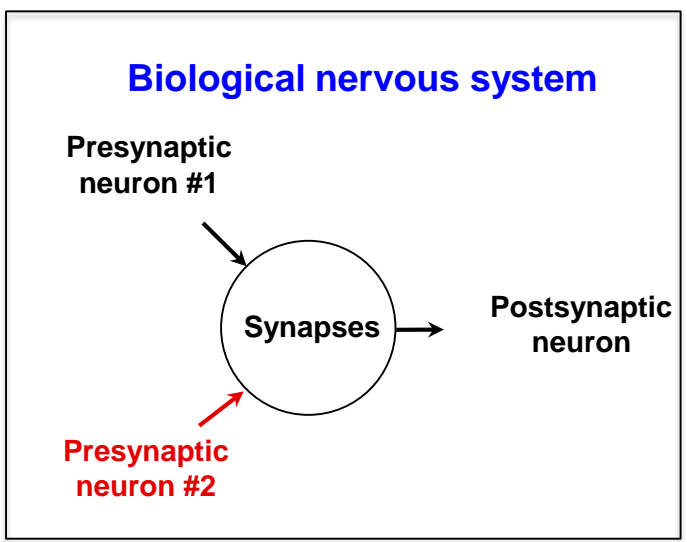 Biological nervous system
Presynaptic
neuron #1
Synapses
Postsynaptic
neuron
Presynaptic
neuron #2